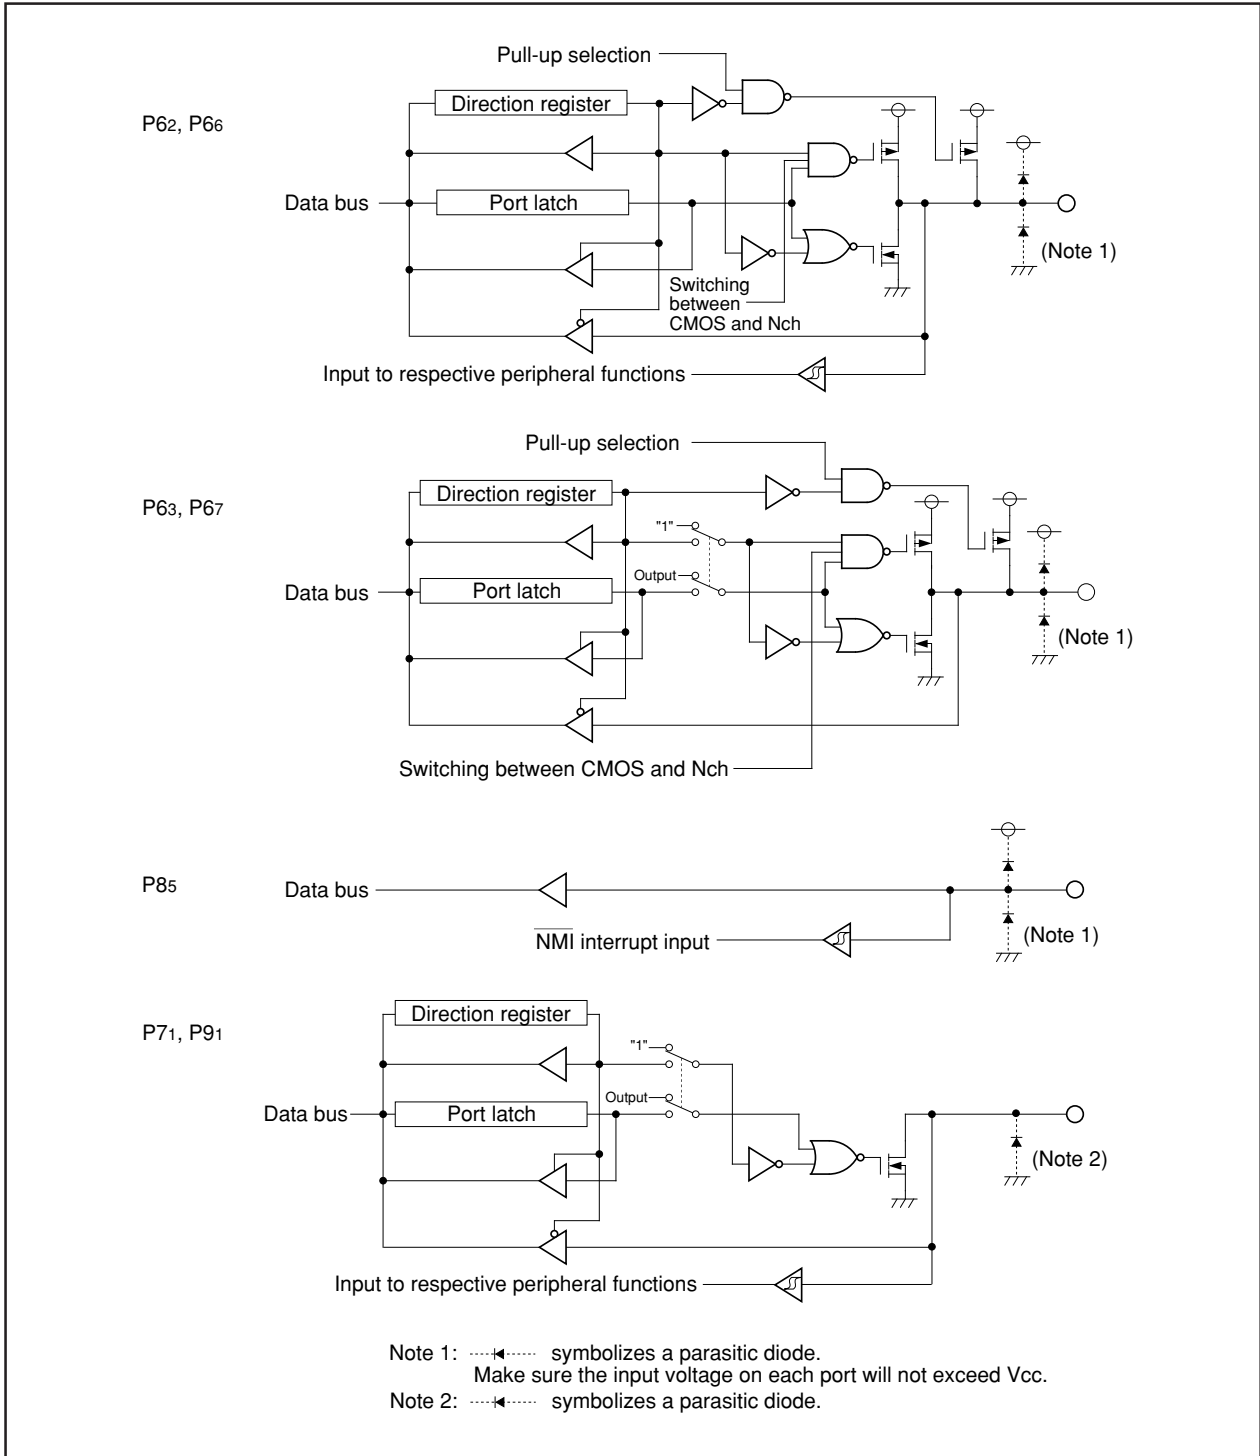 Pull-up selection
Direction register
P62, P66
Data bus
Port latch
(Note 1)
Switching
between
CMOS and Nch
Input to respective peripheral functions
Pull-up selection
Direction register
P63, P67
"1"
Output
Data bus
Port latch
(Note 1)
Switching between CMOS and Nch
P85
Data bus
NMI interrupt input
(Note 1)
Direction register
P71, P91
"1"
Output
Data bus
Port latch
(Note 2)
Input to respective peripheral functions
Note 1: symbolizes a parasitic diode.
Make sure the input voltage on each port will not exceed Vcc.
Note 2: symbolizes a parasitic diode.